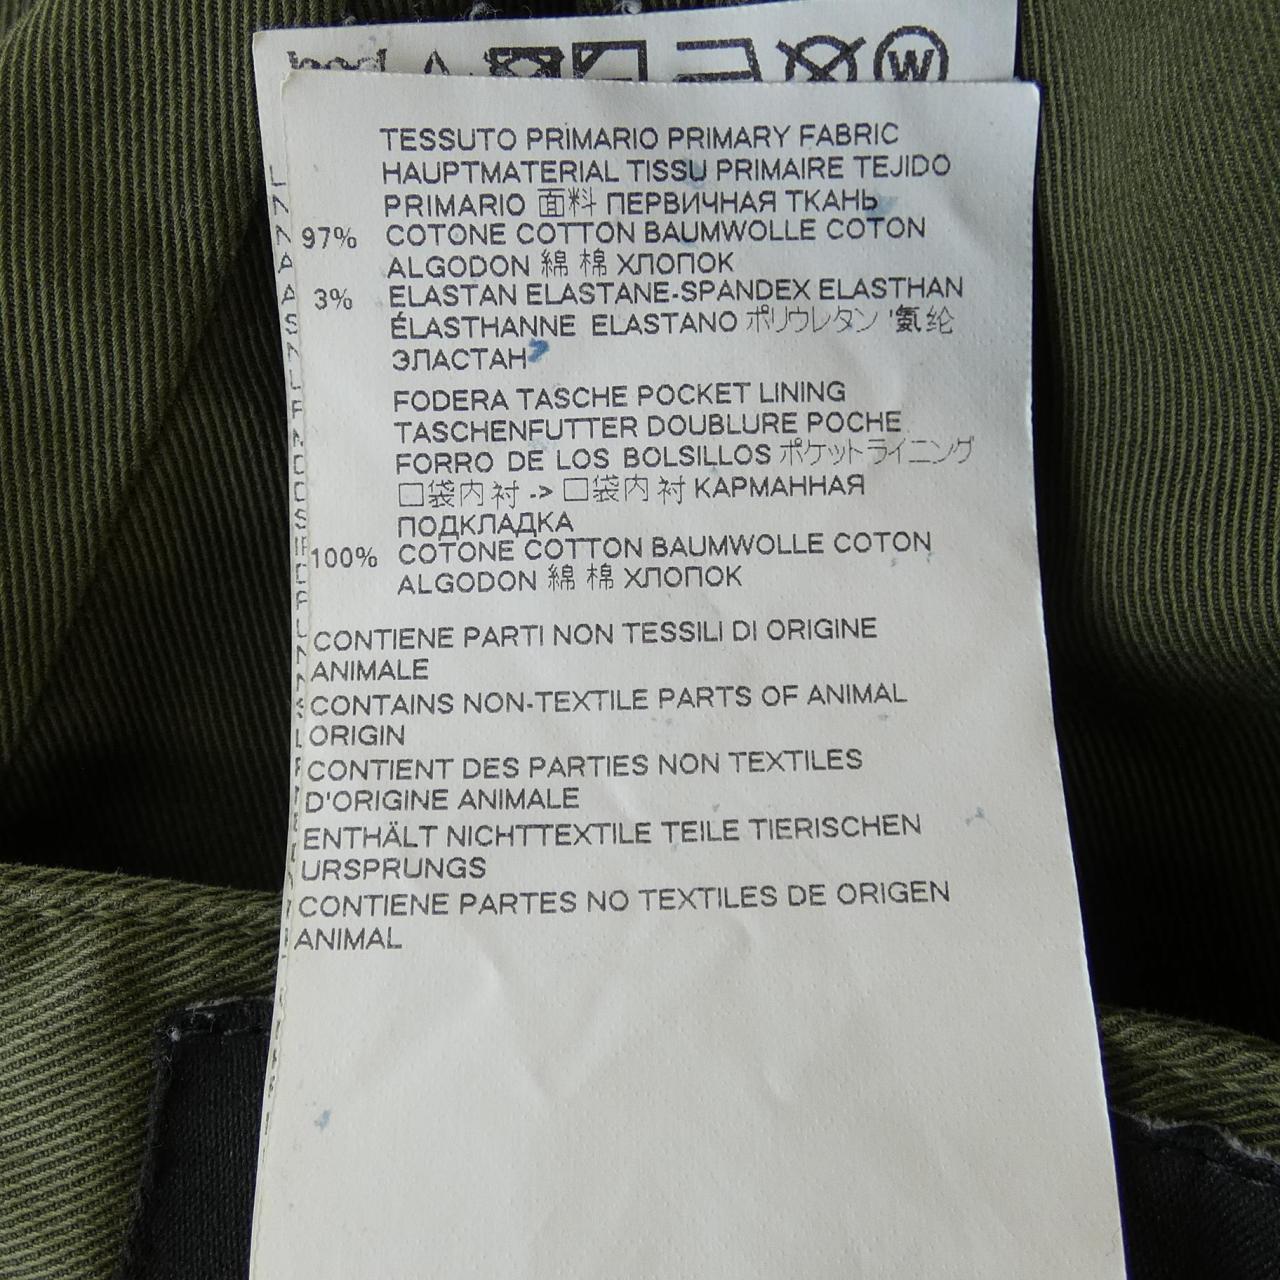 W
TESSUTO PRIMARIO PRIMARY FABRIC
HAUPTMATERIAL TISSU PRIMAIRE TEJIDO
PRIMARIO 面料 ПЕРВИЧНАЯ ТКАНЬ
97% COTONE COTTON BAUMWOLLE COTON
ALGODON 綿 棉 ХЛОПОК
3% ELASTAN ELASTANE-SPANDEX ELASTHAN
ÉLASTHANNE ELASTANO ポリウレタン '氨纶
ЭЛАСТАН
FODERA TASCHE POCKET LINING
TASCHENFUTTER DOUBLURE POCHE
FORRO DE LOS BOLSILLOS ポケットライニング
口袋内衬 -> 口袋内衬 КАРМАННАЯ
ПОДКЛАДКА
100% COTONE COTTON BAUMWOLLE COTON
ALGODON 綿 棉 ХЛОПОК
CONTIENE PARTI NON TESSILI DI ORIGINE
ANIMALE
CONTAINS NON-TEXTILE PARTS OF ANIMAL
ORIGIN
CONTIENT DES PARTIES NON TEXTILES
D'ORIGINE ANIMALE
ENTHÄLT NICHTTEXTILE TEILE TIERISCHEN
URSPRUNGS
CONTIENE PARTES NO TEXTILES DE ORIGEN
ANIMAL